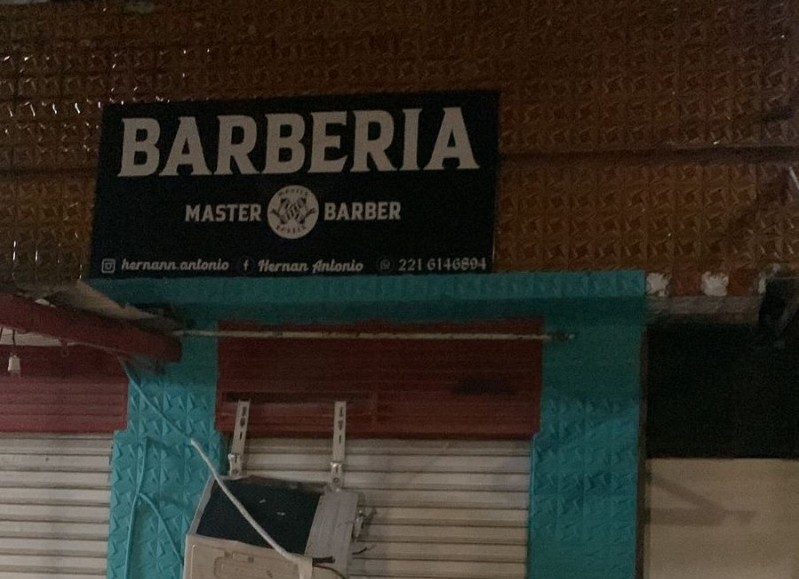 BARBERIA
MASTER BARBER
hernann.antonio Hernan Antonio 221 6146894